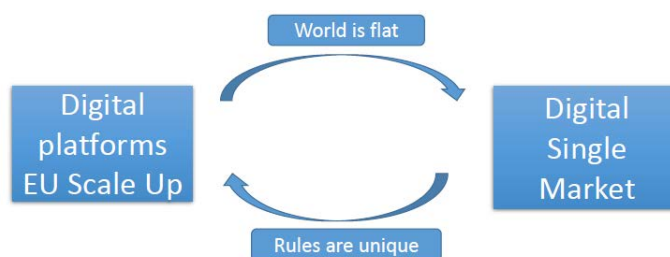 World is flat
Digital
platforms
EU Scale Up
Digital
Single
Market
Rules are unique